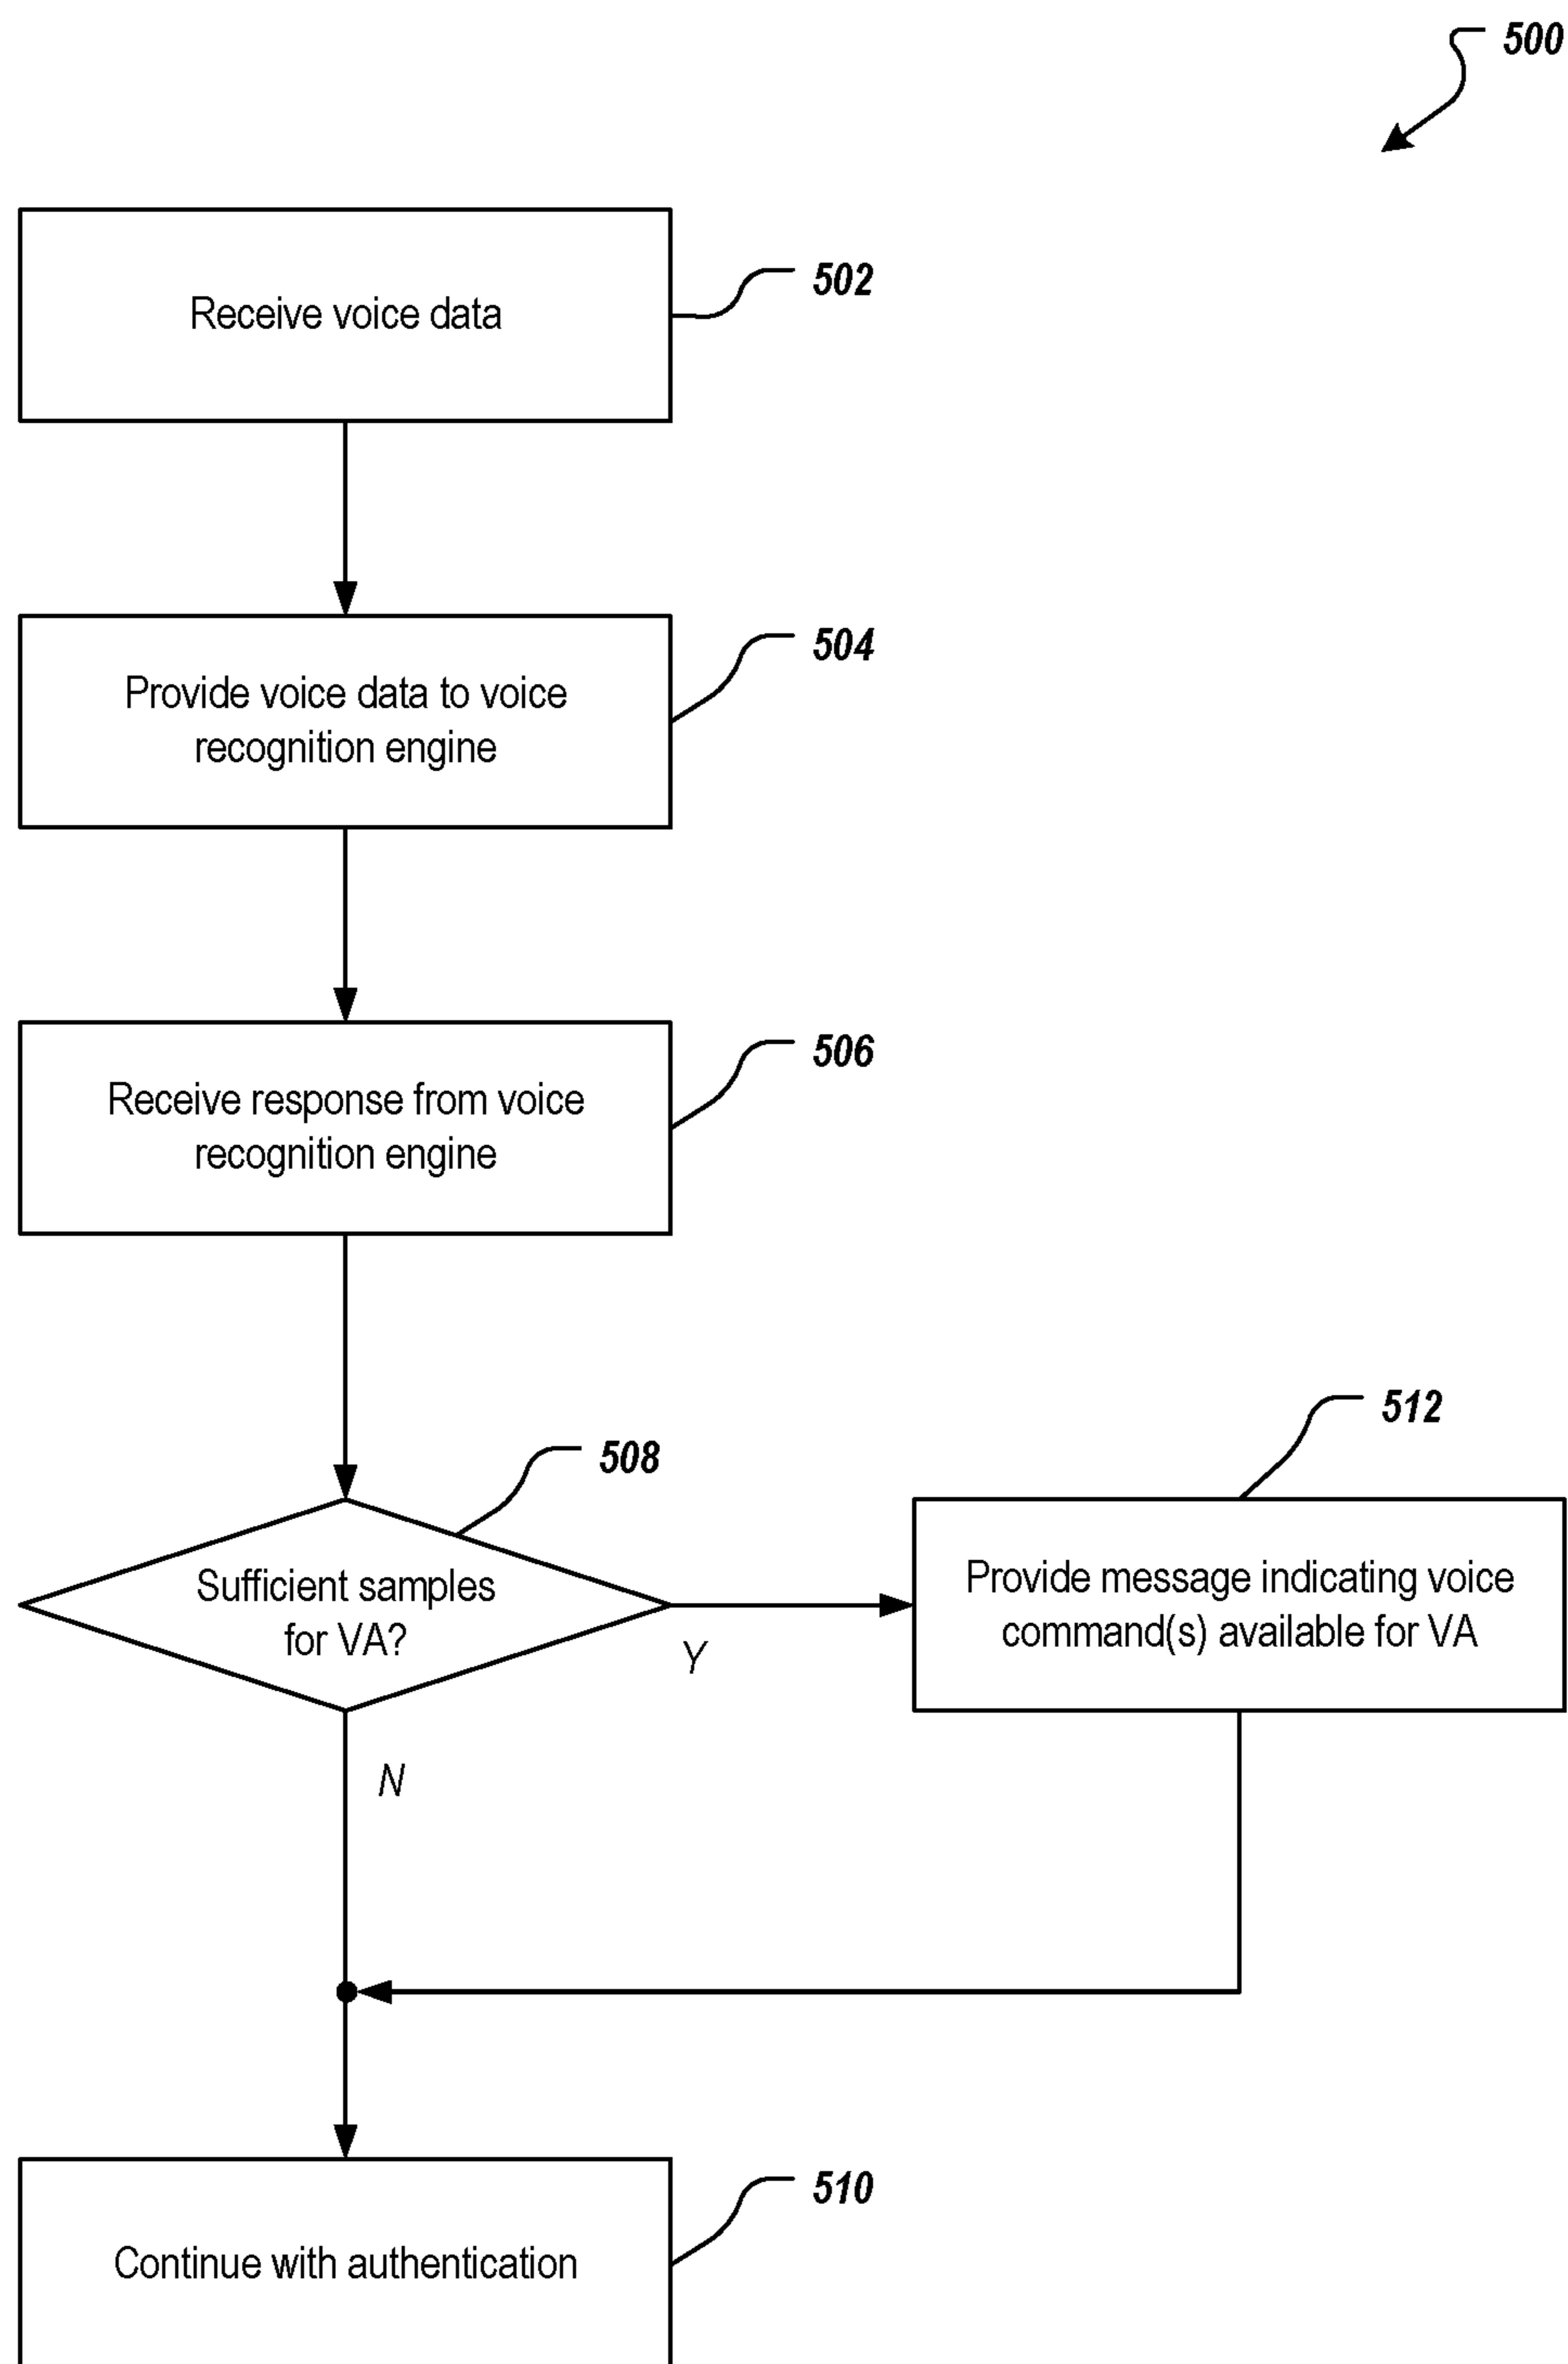 500
Receive voice data
502
Provide voice data to voice
recognition engine
504
Receive response from voice
recognition engine
506
Sufficient samples
for VA?
508
Y
N
Provide message indicating voice
command(s) available for VA
512
Continue with authentication
510